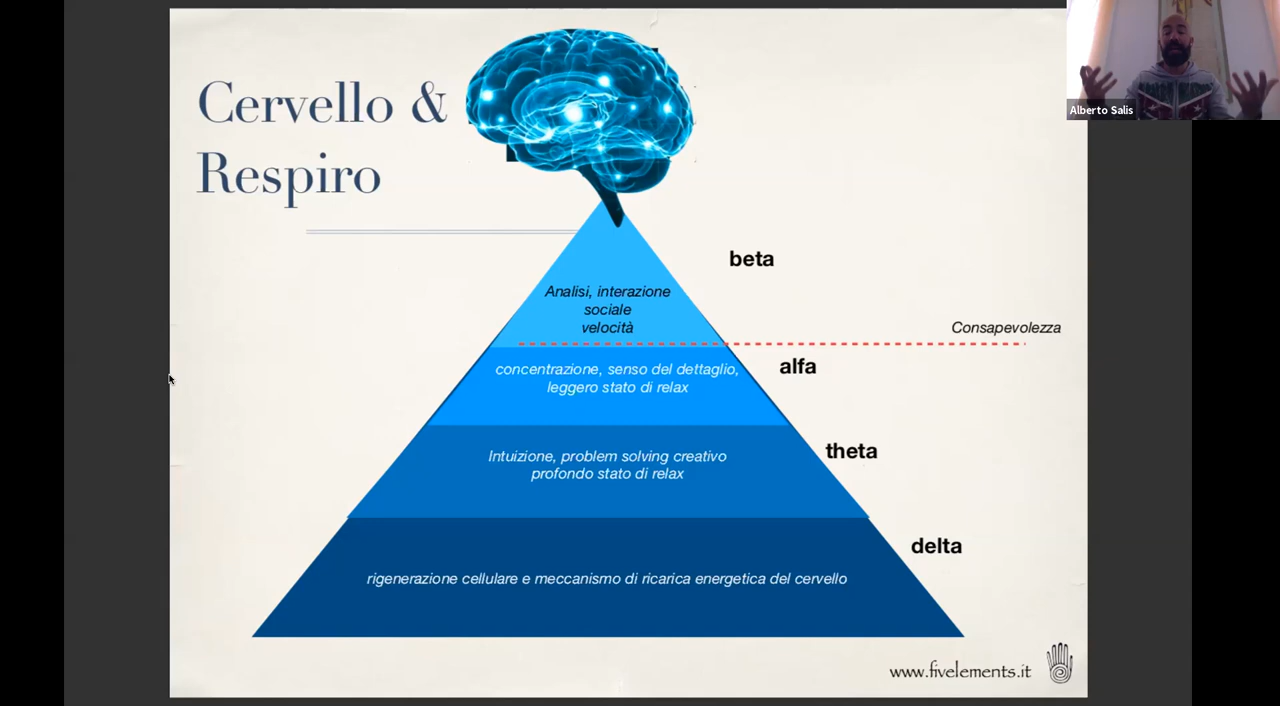 Cervello &
Respiro
Alberto Salis
beta
Analisi, interazione
sociale
velocità
Consapevolezza
alfa
concentrazione, senso del dettaglio,
leggero stato di relax
theta
Intuizione, problem solving creativo
profondo stato di relax
delta
rigenerazione cellulare e meccanismo di ricarica energetica del cervello
www.fivelements.it